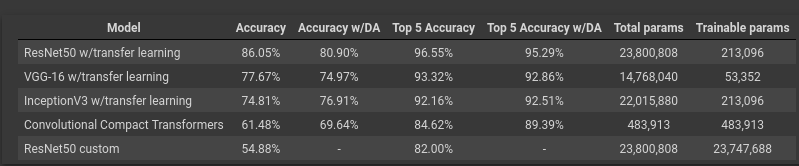 Model Accuracy Accuracy w/DA Top 5 Accuracy Top 5 Accuracy w/DA Total params Trainable params
ResNet50 w/transfer learning 86.05% 80.90% 96.55% 95.29% 23,800,808 213,096
VGG-16 w/transfer learning 77.67% 74.97% 93.32% 92.86% 14,768,040 53,352
InceptionV3 w/transfer learning 74.81% 76.91% 92.16% 92.51% 22,015,880 213,096
Convolutional Compact Transformers 61.48% 69.64% 84.62% 89.39% 483,913 483,913
ResNet50 custom 54.88% - 82.00% - 23,800,808 23,747,688